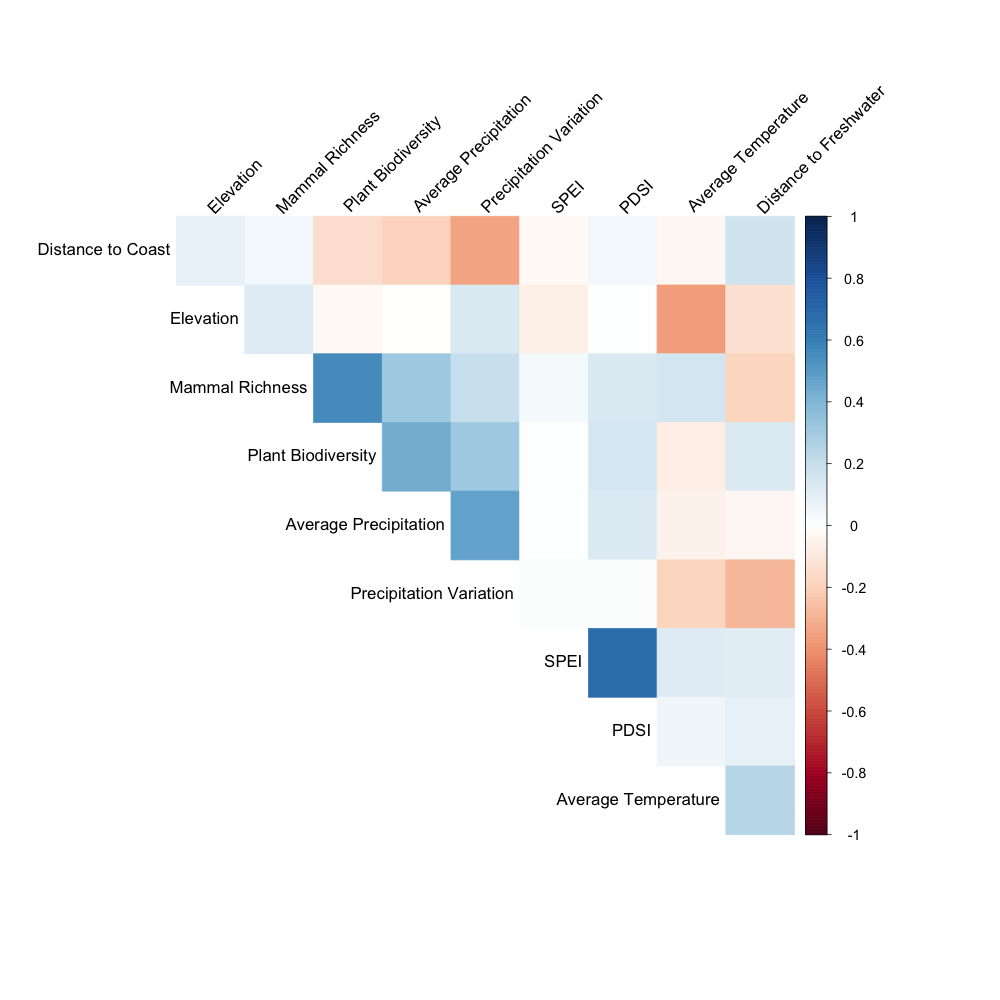 Elevation
Mammal Richness
Plant Biodiversity
Average Precipitation
Precipitation Variation
SPEI
PDSI
Average Temperature
Distance to Freshwater
Distance to Coast
Elevation
Mammal Richness
Plant Biodiversity
Average Precipitation
Precipitation Variation
SPEI
PDSI
Average Temperature
1
0.8
0.6
0.4
0.2
0
-0.2
-0.4
-0.6
-0.8
-1